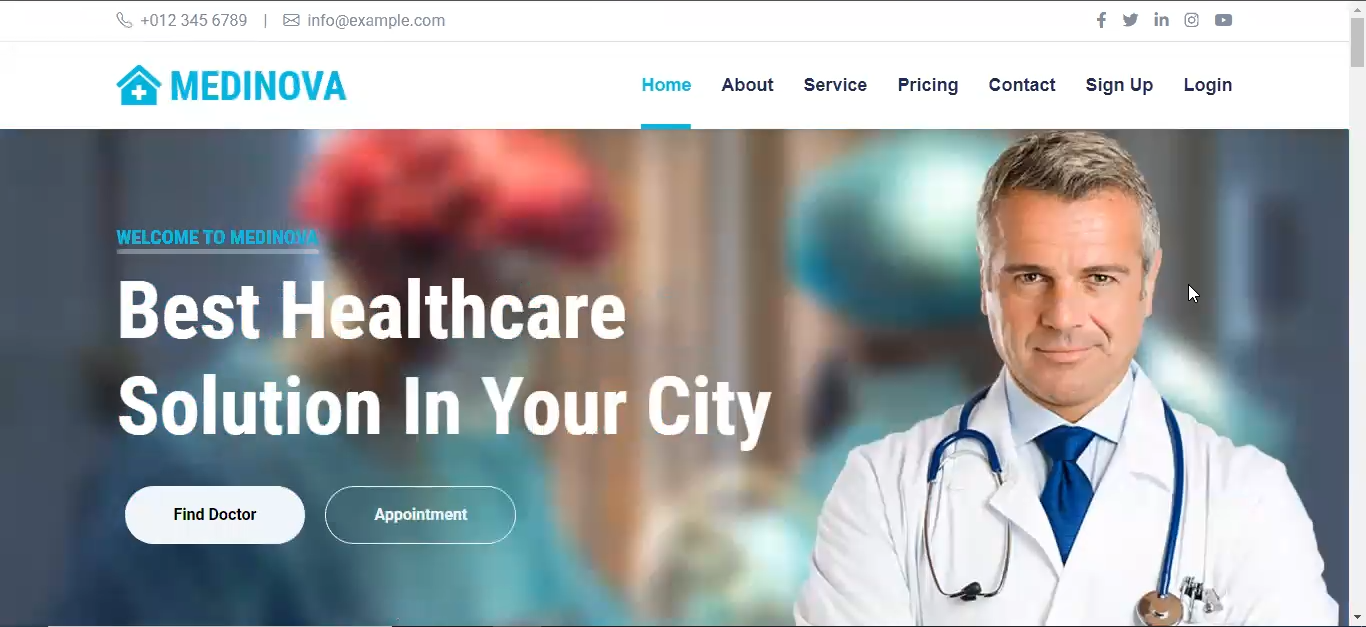 +012 345 6789 | info@example.com
MEDINOVA
Home About Service Pricing Contact Sign Up Login
WELCOME TO MEDINOVA
Best Healthcare
Solution In Your City
Find Doctor Appointment